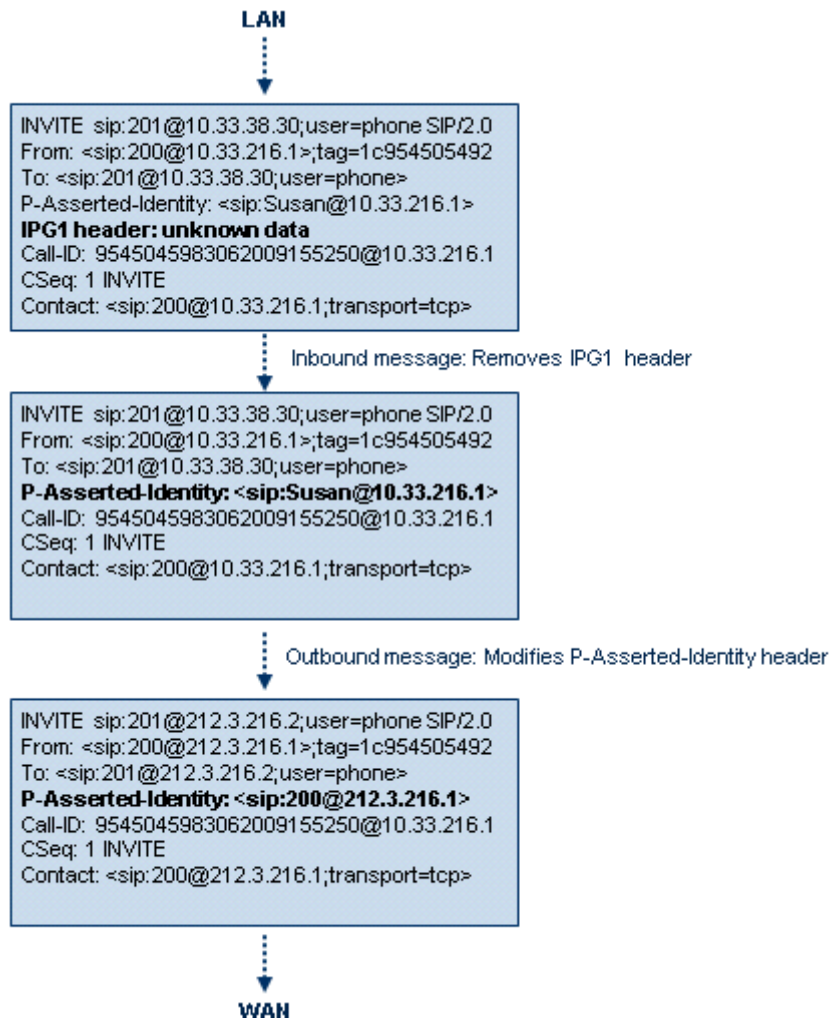 LAN
INVITE sip:201@10.33.38.30;user=phone SIP/2.0
From: <sip:200@10.33.216.1>;tag=1c954505492
To: <sip:201@10.33.38.30;user=phone>
P-Asserted-Identity: <sip:Susan@10.33.216.1>
IPG1 header: unknown data
Call-ID: 95450459830620091​55250@10.33.216.1
CSeq: 1 INVITE
Contact: <sip:200@10.33.216.1;transport=tcp>
Inbound message: Removes IPG1 header
INVITE sip:201@10.33.38.30;user=phone SIP/2.0
From: <sip:200@10.33.216.1>;tag=1c954505492
To: <sip:201@10.33.38.30;user=phone>
P-Asserted-Identity: <sip:Susan@10.33.216.1>
Call-ID: 9545045983062009155250@10.33.216.1
CSeq: 1 INVITE
Contact: <sip:200@10.33.216.1;transport=tcp>
Outbound message: Modifies P-Asserted-Identity header
INVITE sip:201@212.3.216.2;user=phone SIP/2.0
From: <sip:200@212.3.216.1>;tag=1c954505492
To: <sip:201@212.3.216.2;user=phone>
P-Asserted-Identity: <sip:200@212.3.216.1>
Call-ID: 9545045983062009155250@10.33.216.1
CSeq: 1 INVITE
Contact: <sip:200@212.3.216.1;transport=tcp>
WAN